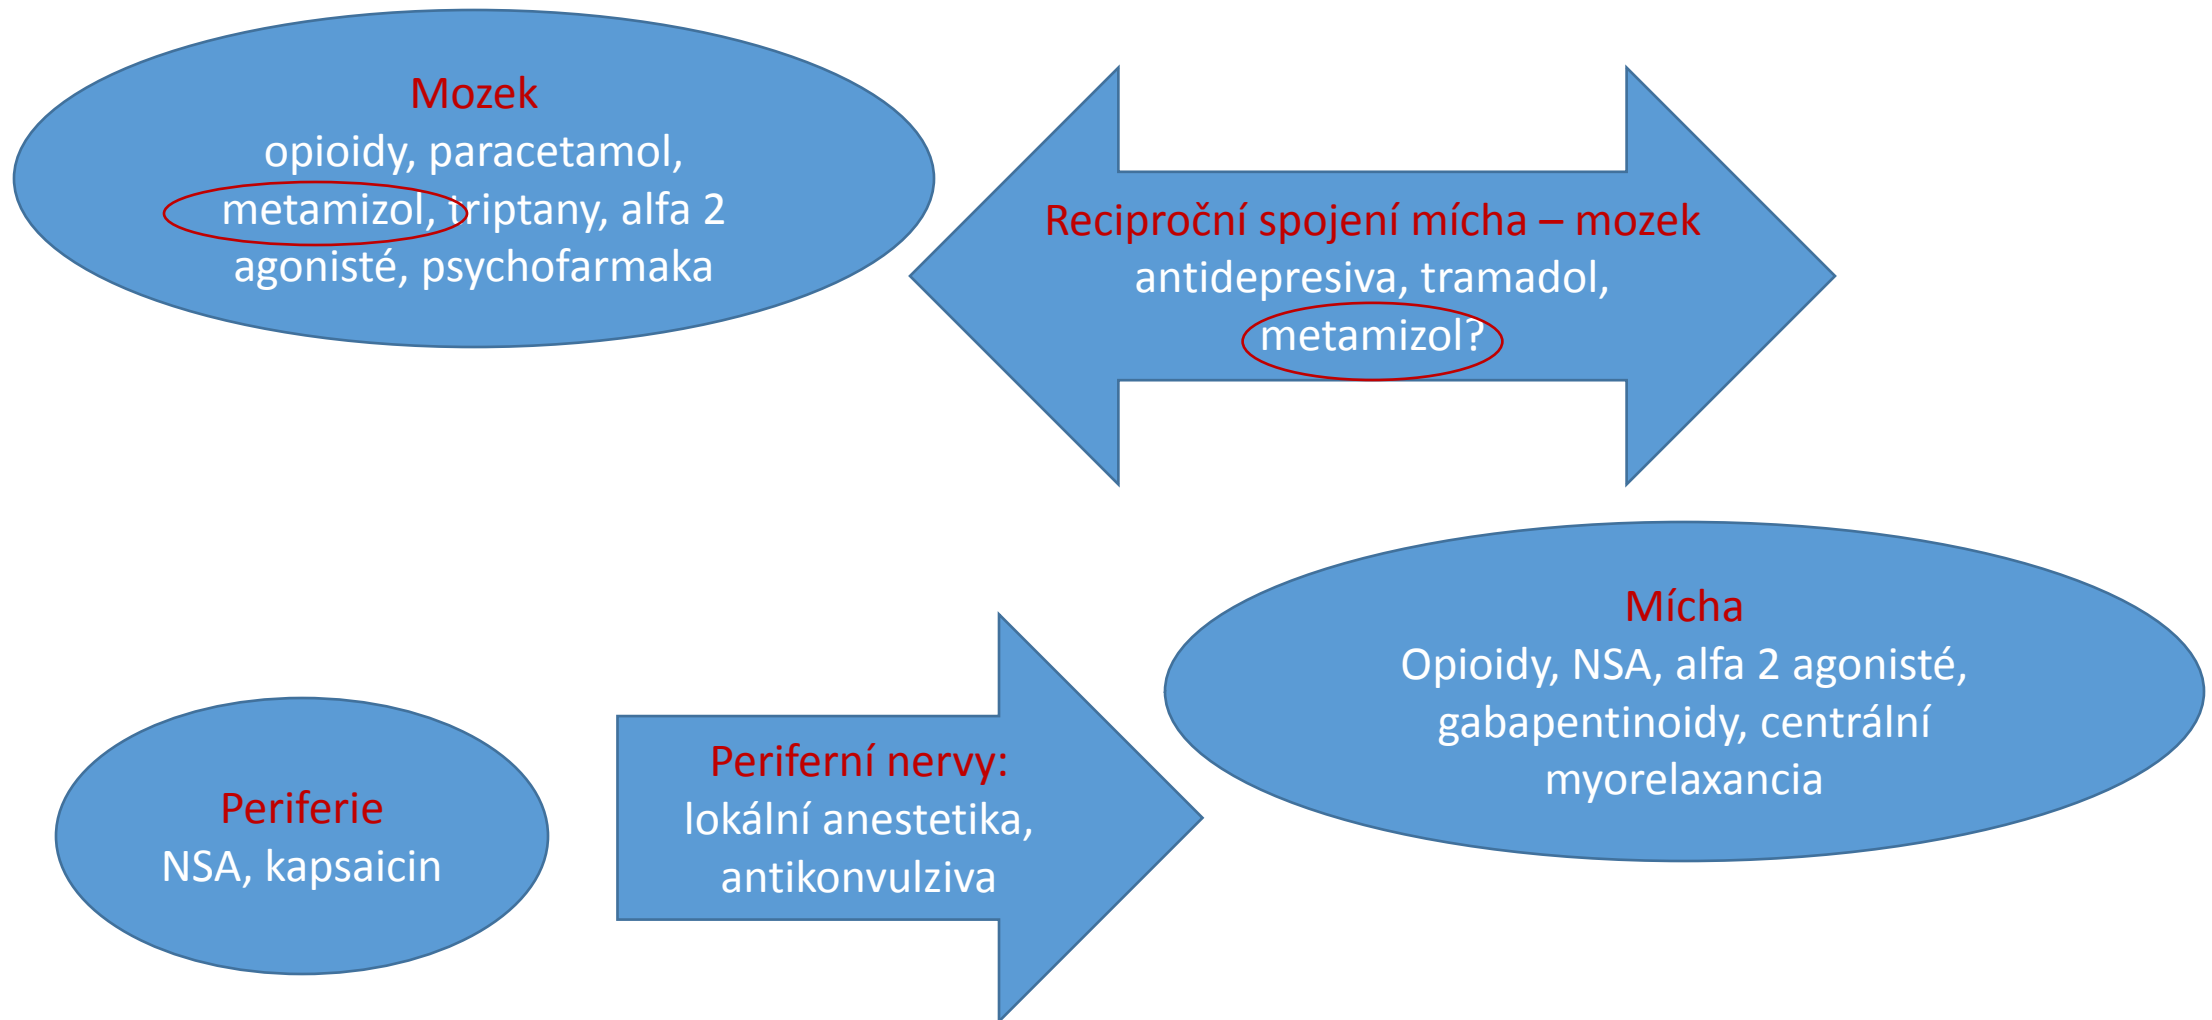 Mozek
opioidy, paracetamol,
metamizol, triptany, alfa 2
agonisté, psychofarmaka
Reciproční spojení mícha – mozek
antidepresiva, tramadol,
metamizol?
Mícha
Opioidy, NSA, alfa 2 agonisté,
gabapentinoidy, centrální
myorelaxancia
Periferní nervy:
lokální anestetika,
antikonvulziva
Periferie
NSA, kapsaicin